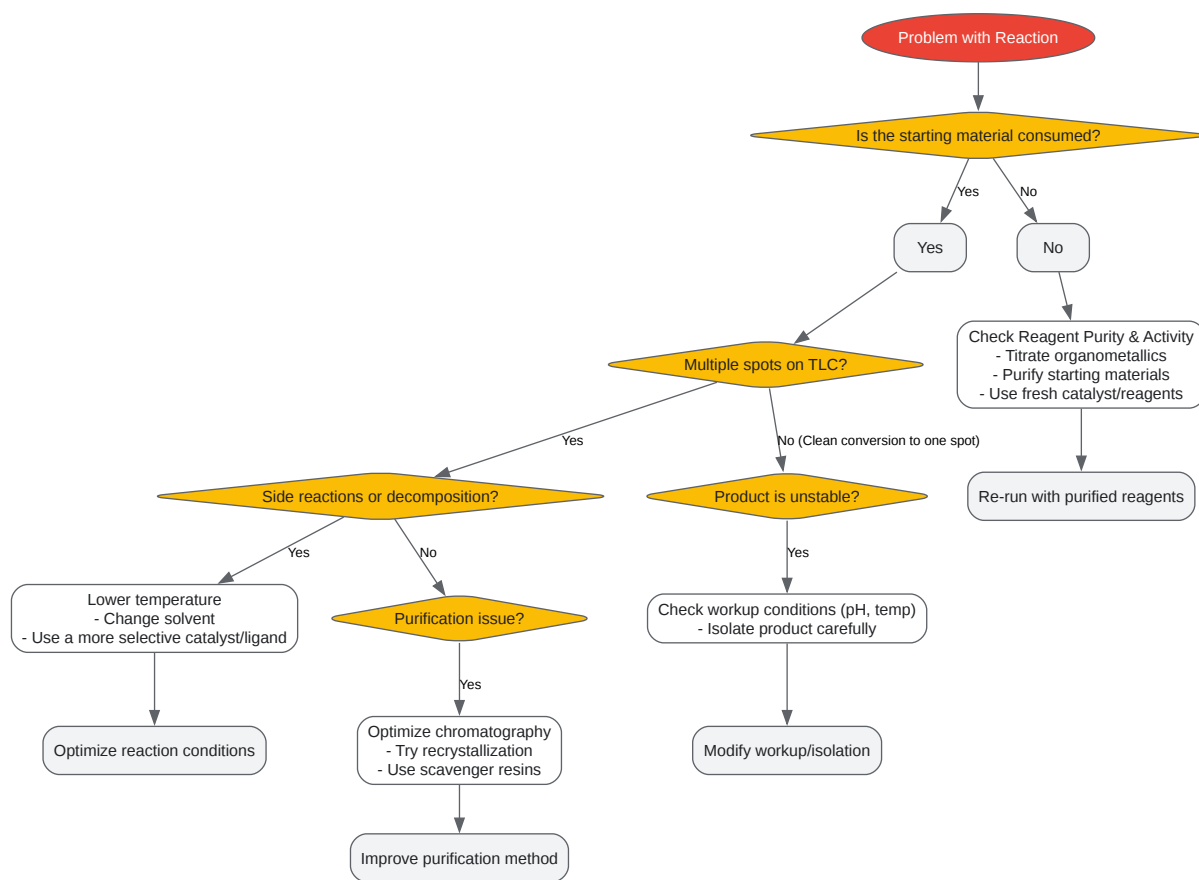 Problem with Reaction
Is the starting material consumed?
Yes
No
Yes
No
Check Reagent Purity & Activity
- Titrate organometallics
- Purify starting materials
- Use fresh catalyst/reagents
Multiple spots on TLC?
Yes
No (Clean conversion to one spot)
Side reactions or decomposition?
Product is unstable?
Re-run with purified reagents
Yes
No
Yes
Lower temperature
- Change solvent
- Use a more selective catalyst/ligand
Purification issue?
Check workup conditions (pH, temp)
- Isolate product carefully
Yes
Optimize reaction conditions
Optimize chromatography
- Try recrystallization
- Use scavenger resins
Modify workup/isolation
Improve purification method